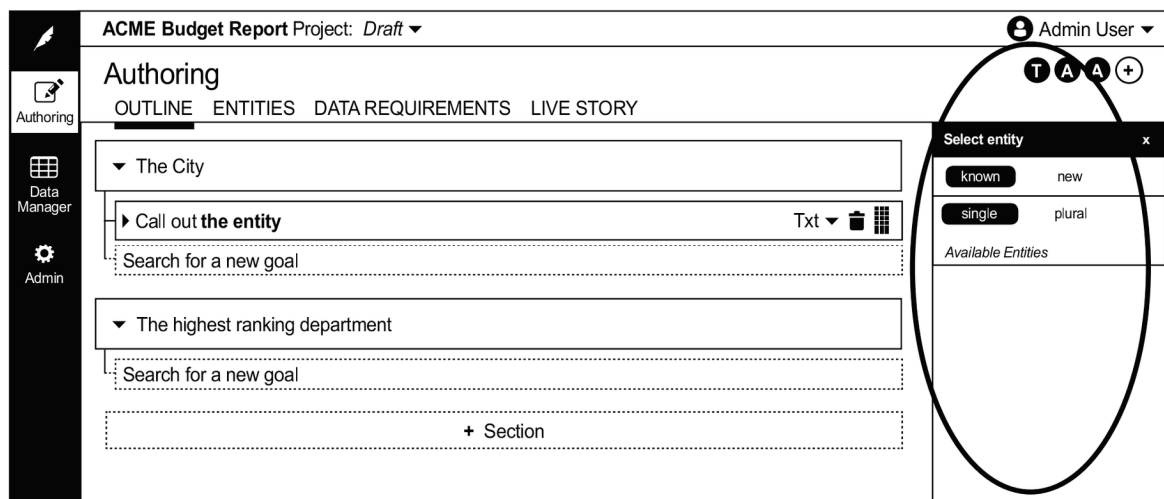 ACME Budget Report Project: Draft
Admin User
Authoring
T A A +
OUTLINE ENTITIES DATA REQUIREMENTS LIVE STORY
Authoring
Data
Manager
Admin
The City
Call out the entity Txt
Search for a new goal
The highest ranking department
Search for a new goal
+ Section
Select entity x
known new
single plural
Available Entities